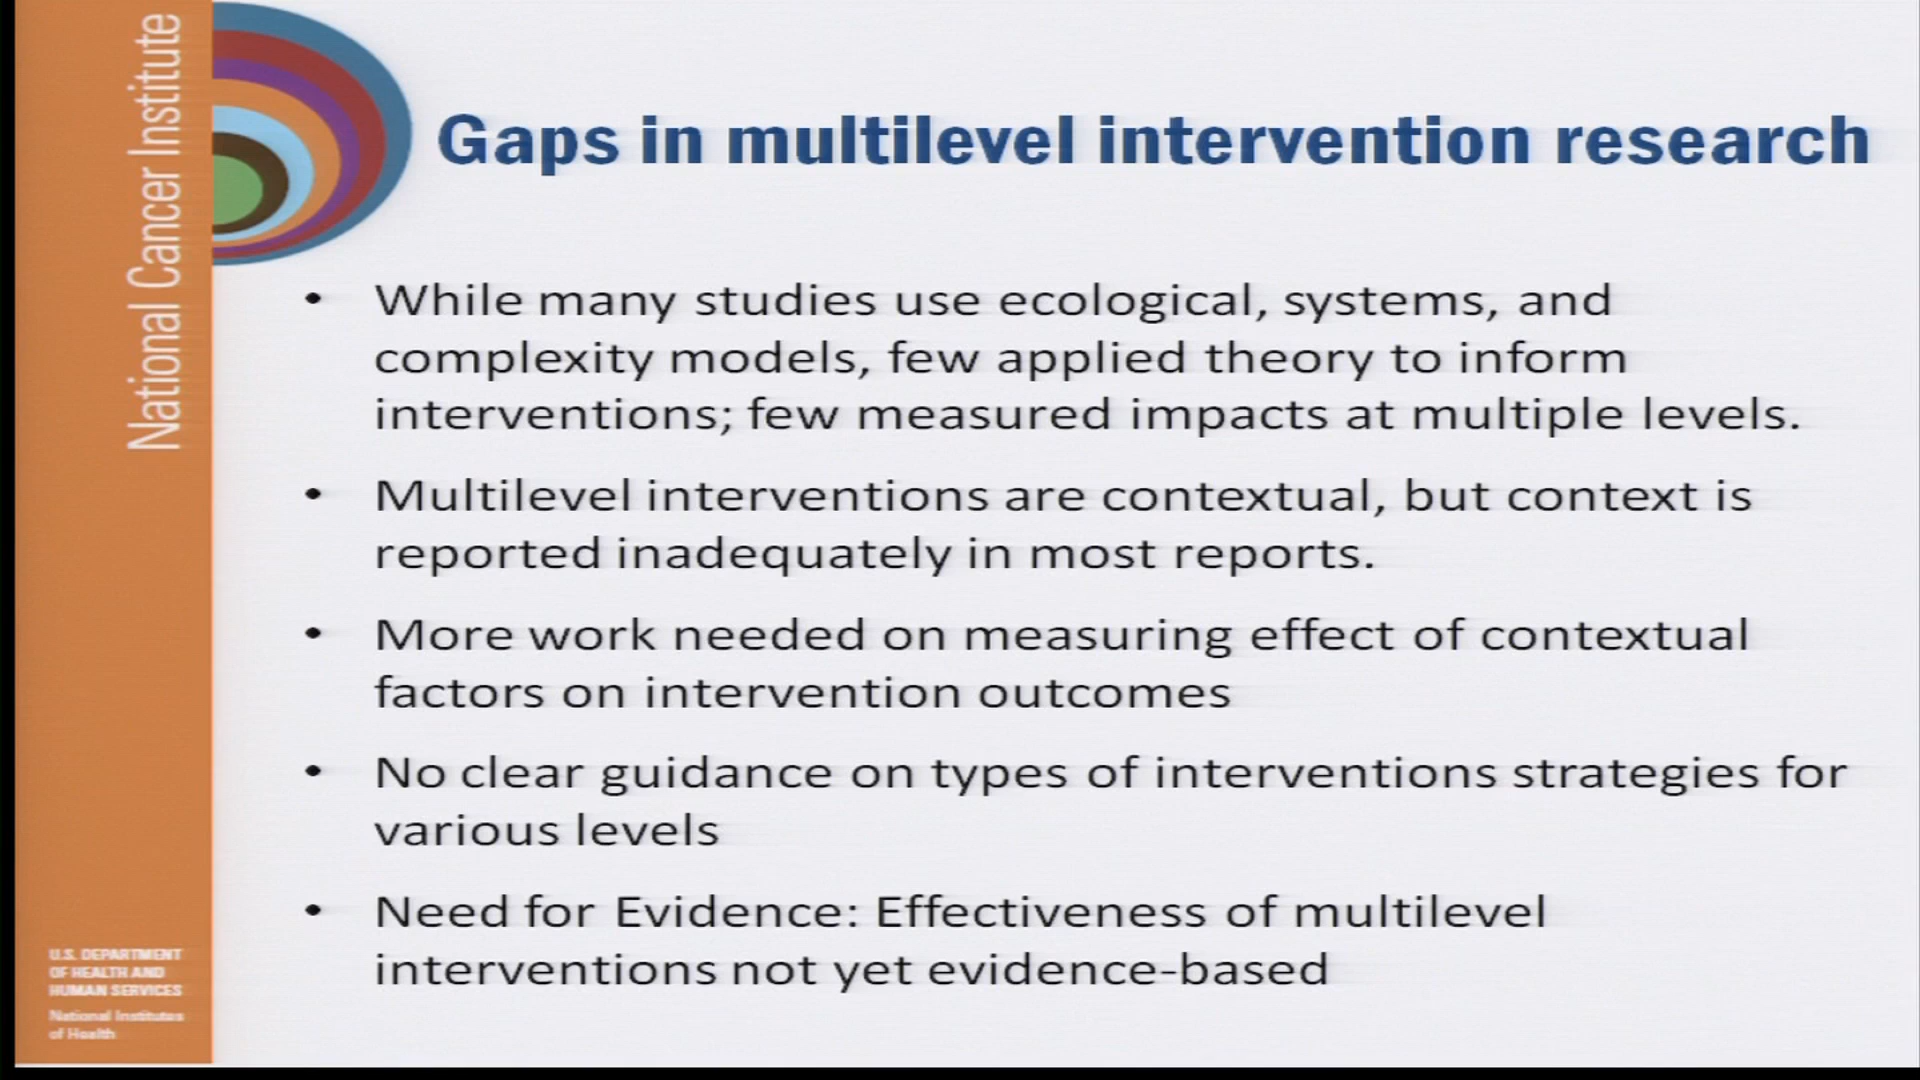 National Cancer Institute
Gaps in multilevel intervention research
• While many studies use ecological, systems, and
complexity models, few applied theory to inform
interventions; few measured impacts at multiple levels.
• Multilevel interventions are contextual, but context is
reported inadequately in most reports.
• More work needed on measuring effect of contextual
factors on intervention outcomes
• No clear guidance on types of interventions strategies for
various levels
• Need for Evidence: Effectiveness of multilevel
interventions not yet evidence-based
U.S. DEPARTMENT
OF HEALTH AND
HUMAN SERVICES
National Institutes
of Health